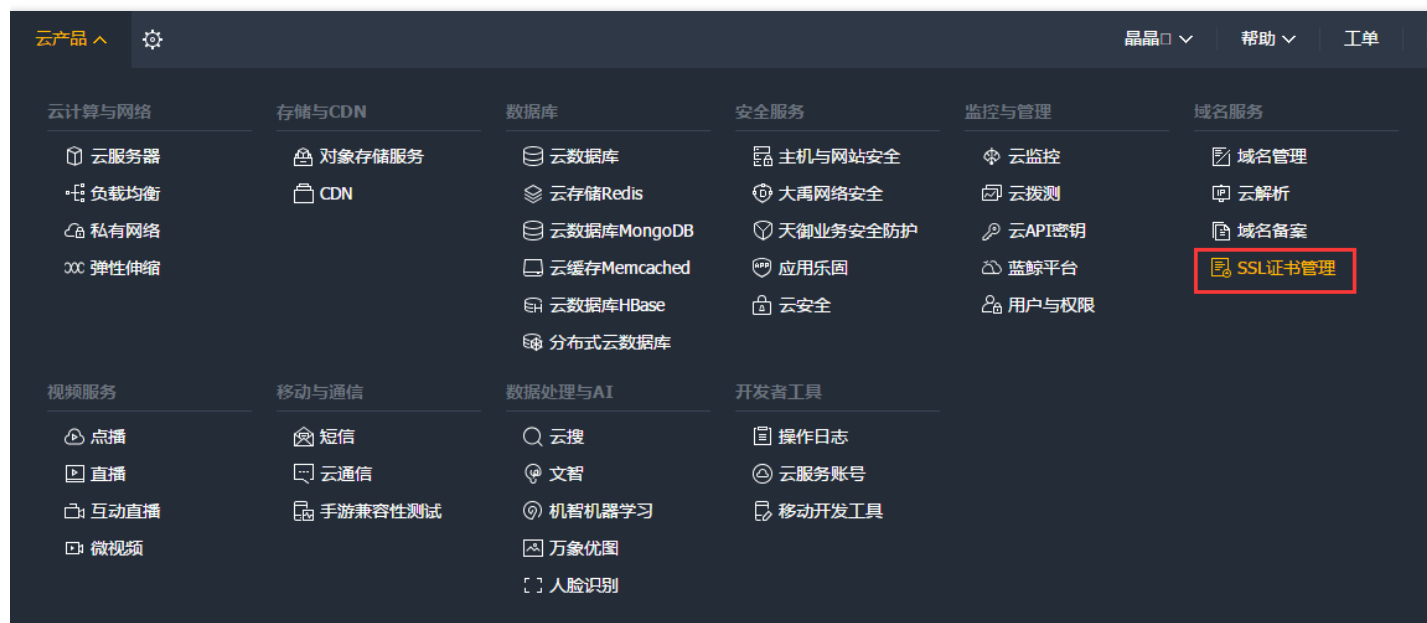 云产品
晶晶 帮助 工单
云计算与网络
云服务器
负载均衡
私有网络
弹性伸缩
存储与CDN
对象存储服务
CDN
数据库
云数据库
云存储Redis
云数据库MongoDB
云缓存Memcached
云数据库HBase
分布式云数据库
安全服务
主机与网站安全
大禹网络安全
天御业务安全防护
应用乐固
云安全
监控与管理
云监控
云拨测
云API密钥
蓝鲸平台
用户与权限
域名服务
域名管理
云解析
域名备案
SSL证书管理
视频服务
点播
直播
互动直播
微视频
移动与通信
短信
云通信
手游兼容性测试
数据处理与AI
云搜
文智
机智机器学习
万象优图
人脸识别
开发者工具
操作日志
云服务账号
移动开发工具